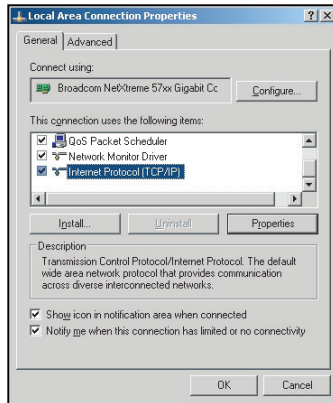 Local Area Connection Properties
General Advanced
Connect using:
Broadcom NetXtreme 57xx Gigabit Cc Configure...
This connection uses the following items:
QoS Packet Scheduler
Network Monitor Driver
Internet Protocol (TCP/IP)
Install... Uninstall Properties
Description
Transmission Control Protocol/Internet Protocol. The default
wide area network protocol that provides communication
across diverse interconnected networks.
Show icon in notification area when connected
Notify me when this connection has limited or no connectivity
OK Cancel